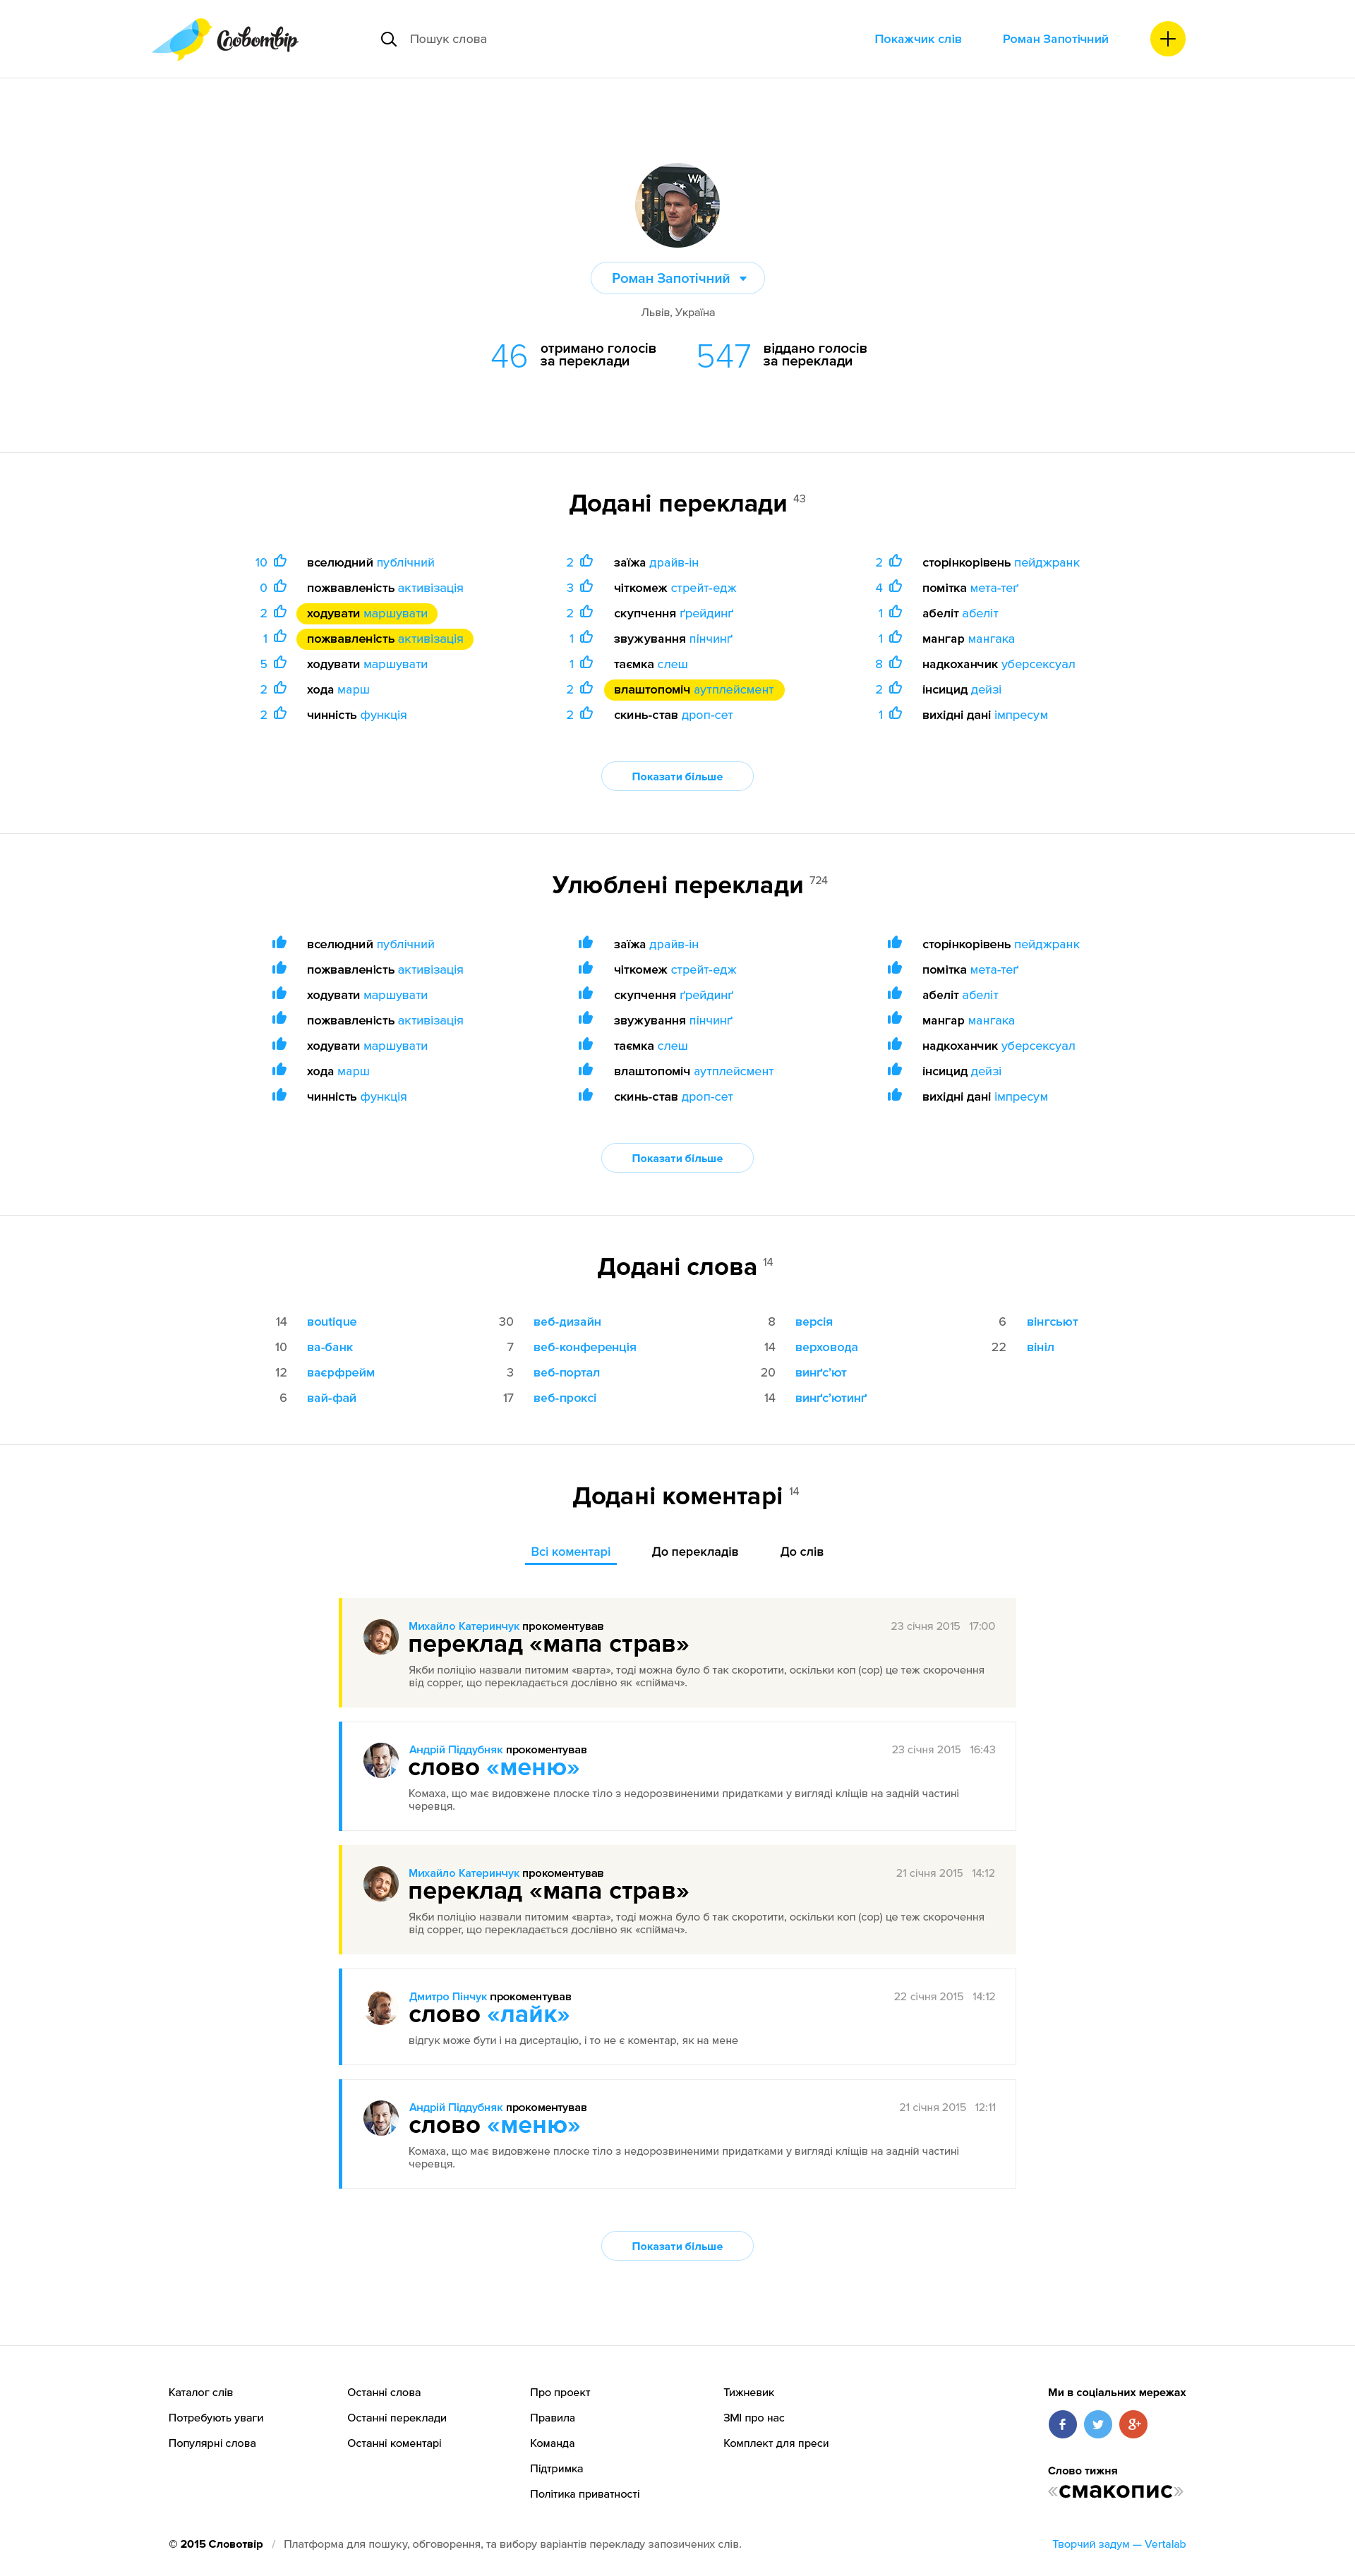 Словотвір
Пошук слова
Покажчик слів
Роман Запотічний
Роман Запотічний
Львів, Україна
46 отримано голосів
за переклади
547 віддано голосів
за переклади
Додані переклади 43
10 вселюдний публічний
0 пожвавленість активізація
2 ходувати маршувати
1 пожвавленість активізація
5 ходувати маршувати
2 хода марш
2 чинність функція
2 заїжа драйв-ін
3 чіткомеж стрейт-едж
2 скупчення ґрейдинґ
1 звужування пінчинґ
1 таємка слеш
2 влаштопоміч аутплейсмент
2 скинь-став дроп-сет
2 сторінкорівень пейджранк
4 помітка мета-теґ
1 абеліт абеліт
1 мангар мангака
8 надкоханчик уберсексуал
2 інсицид дейзі
1 вихідні дані імпресум
Показати більше
Улюблені переклади 724
вселюдний публічний
пожвавленість активізація
ходувати маршувати
пожвавленість активізація
ходувати маршувати
хода марш
чинність функція
заїжа драйв-ін
чіткомеж стрейт-едж
скупчення ґрейдинґ
звужування пінчинґ
таємка слеш
влаштопоміч аутплейсмент
скинь-став дроп-сет
сторінкорівень пейджранк
помітка мета-теґ
абеліт абеліт
мангар мангака
надкоханчик уберсексуал
інсицид дейзі
вихідні дані імпресум
Показати більше
Додані слова 14
14 воutique
10 ва-банк
12 ваєрфрейм
6 вай-фай
30 веб-дизайн
7 веб-конференція
3 веб-портал
17 веб-проксі
8 версія
14 верховода
20 винґс’ют
14 винґс’ютинґ
6 вінгсьют
22 вініл
Додані коментарі 14
Всі коментарі
До перекладів
До слів
Михайло Катеринчук прокоментував
23 січня 2015 17:00
переклад «мапа страв»
Якби поліцію назвали питомим «варта», тоді можна було б так скоротити, оскільки коп (cop) це теж скорочення
від copper, що перекладається дослівно як «спіймач».
Андрій Піддубняк прокоментував
23 січня 2015 16:43
слово «меню»
Комаха, що має видовжене плоске тіло з недорозвиненими придатками у вигляді кліщів на задній частині
черевця.
Михайло Катеринчук прокоментував
21 січня 2015 14:12
переклад «мапа страв»
Якби поліцію назвали питомим «варта», тоді можна було б так скоротити, оскільки коп (cop) це теж скорочення
від copper, що перекладається дослівно як «спіймач».
Дмитро Пінчук прокоментував
22 січня 2015 14:12
слово «лайк»
відгук може бути і на дисертацію, і то не є коментар, як на мене
Андрій Піддубняк прокоментував
21 січня 2015 12:11
слово «меню»
Комаха, що має видовжене плоске тіло з недорозвиненими придатками у вигляді кліщів на задній частині
черевця.
Показати більше
Каталог слів
Потребують уваги
Популярні слова
Останні слова
Останні переклади
Останні коментарі
Про проект
Правила
Команда
Підтримка
Політика приватності
Тижневик
ЗМІ про нас
Комплект для преси
Ми в соціальних мережах
Слово тижня
«смакопис»
© 2015 Словотвір / Платформа для пошуку, обговорення, та вибору варіантів перекладу запозичених слів.
Творчий задум — Vertalab